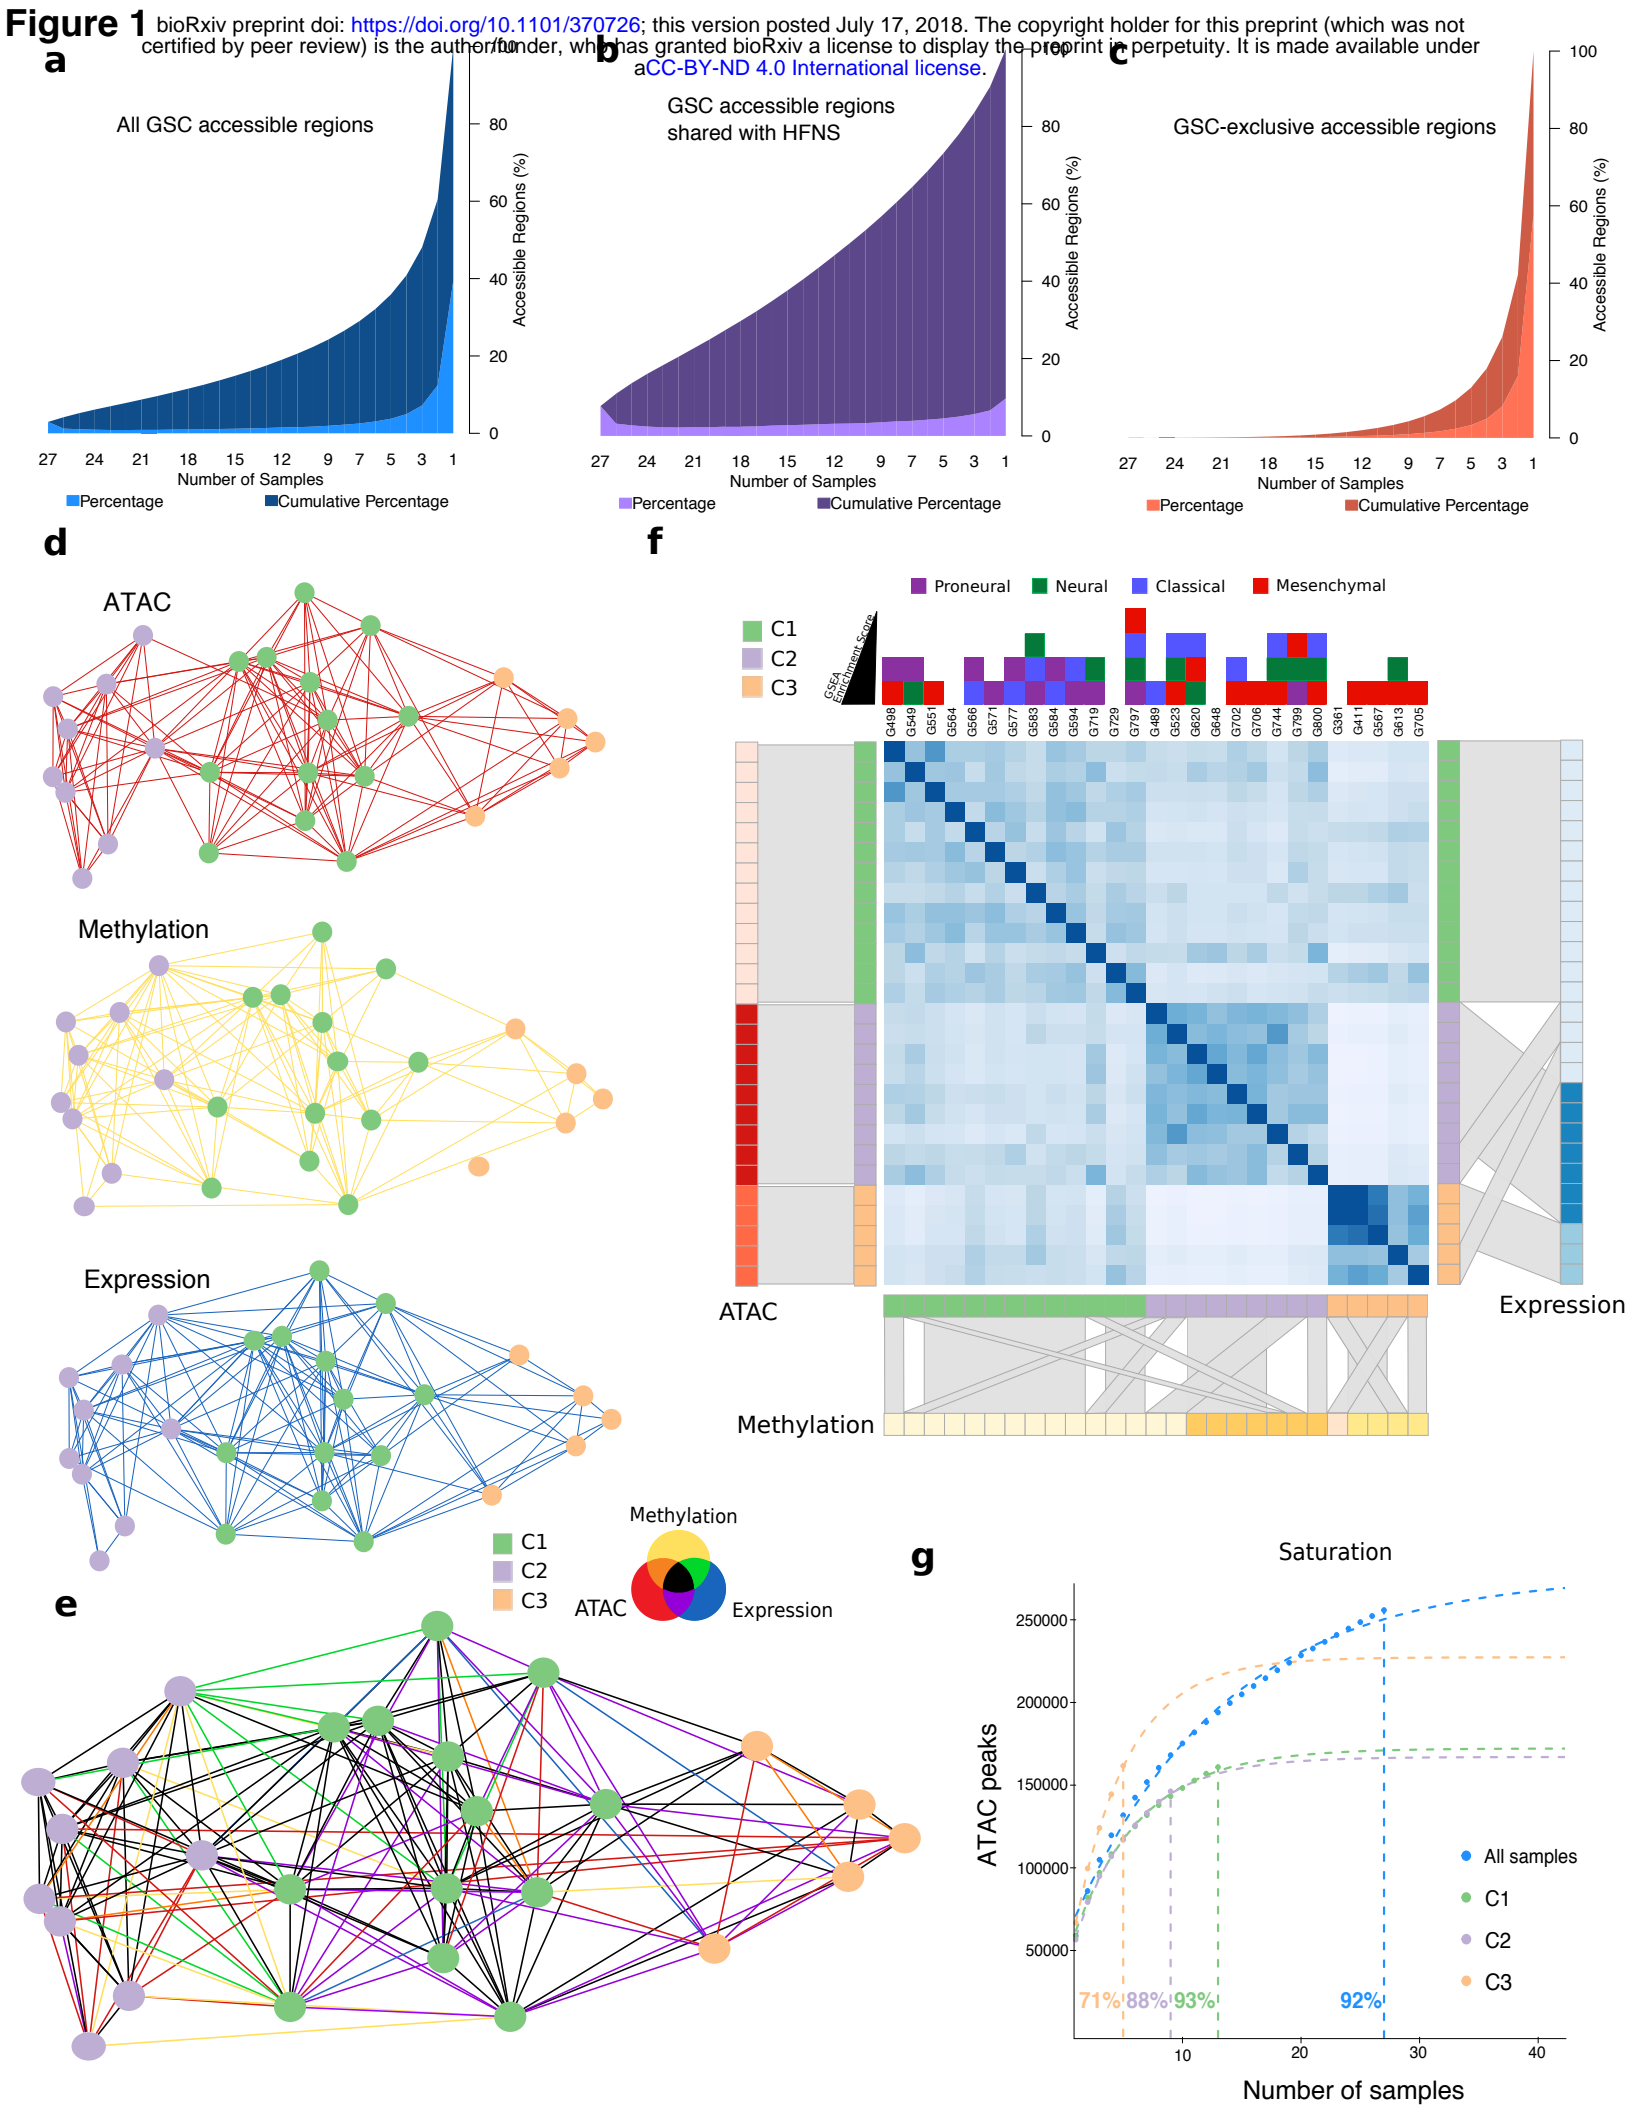 Figure 1 bioRxiv preprint doi: https://doi.org/10.1101/370726; this version posted July 17, 2018. The copyright holder for this preprint (which was not
certified by peer review) is the author/funder, who has granted bioRxiv a license to display the preprint in perpetuity. It is made available under
aCC-BY-ND 4.0 International license.
a
All GSC accessible regions
100
80
60
40
20
0
Accessible Regions (%)
27 24 21 18 15 12 9 7 5 3 1
Number of Samples
Percentage Cumulative Percentage
b
GSC accessible regions
shared with HFNS
100
80
60
40
20
0
Accessible Regions (%)
27 24 21 18 15 12 9 7 5 3 1
Number of Samples
Percentage Cumulative Percentage
c
GSC-exclusive accessible regions
100
80
60
40
20
0
Accessible Regions (%)
27 24 21 18 15 12 9 7 5 3 1
Number of Samples
Percentage Cumulative Percentage
d
ATAC
Methylation
Expression
C1
C2
C3
Methylation
ATAC
Expression
e
f
Proneural Neural Classical Mesenchymal
C1
C2
C3
GSEA
Enrichment Score
G498 G549 G551 G564 G566 G571 G577 G583 G584 G594 G719 G729 G797 G489 G523 G620 G648 G702 G706 G744 G799 G800 G361 G411 G567 G613 G705
ATAC
Expression
Methylation
g
Saturation
250000
200000
150000
100000
50000
ATAC peaks
71% 88% 93% 92%
All samples
C1
C2
C3
10 20 30 40
Number of samples